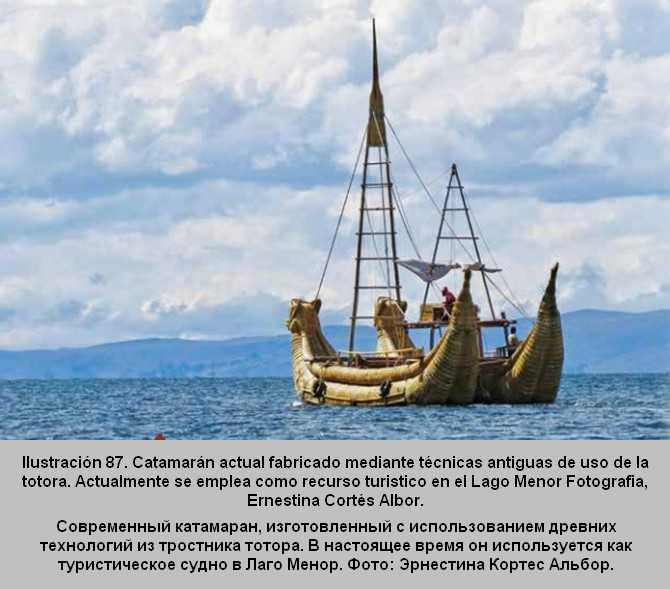 Ilustración 87. Catamarán actual fabricado mediante técnicas antiguas de uso de la
totora. Actualmente se emplea como recurso turistico en el Lago Menor Fotografia,
Ernestina Cortés Albor.
Современный катамаран, изготовленный с использованием древних
технологий из тростника тотора. В настоящее время он используется как
туристическое судно в Лаго Менор. Фото: Эрнестина Кортес Альбор.